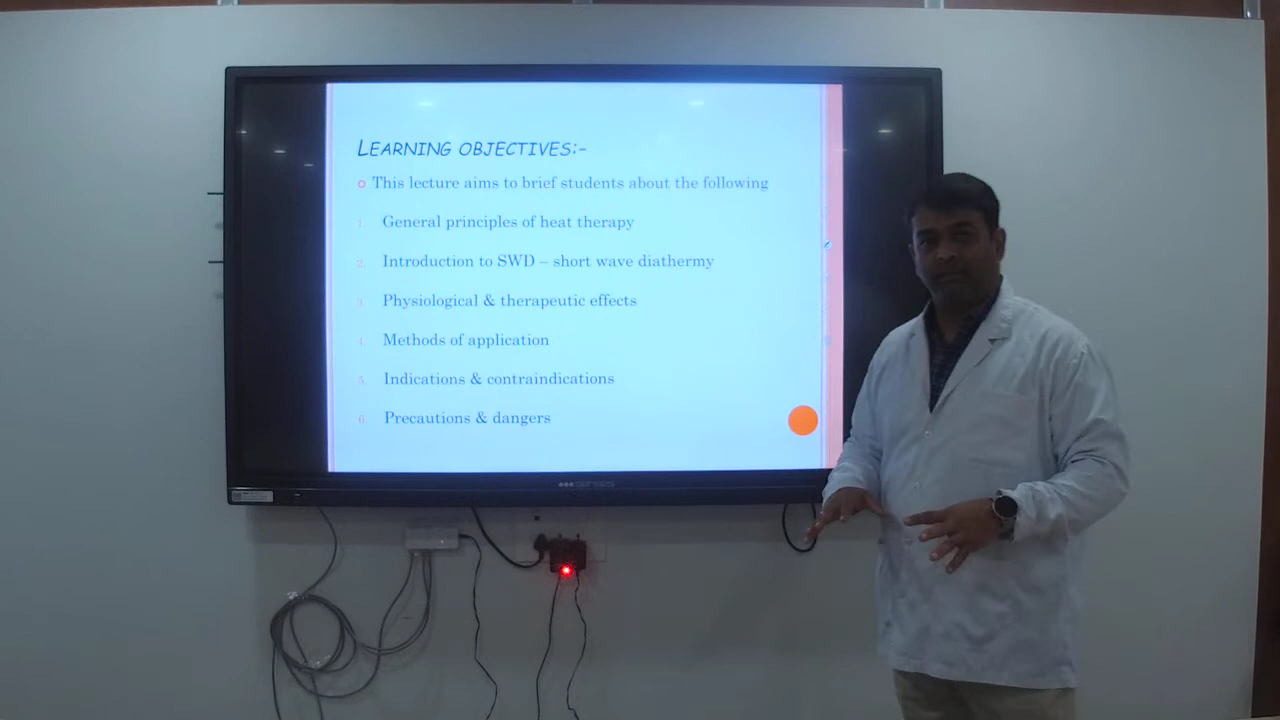 LEARNING OBJECTIVES:-
This lecture aims to brief students about the following
1. General principles of heat therapy
2. Introduction to SWD – short wave diathermy
3. Physiological & therapeutic effects
4. Methods of application
5. Indications & contraindications
6. Precautions & dangers